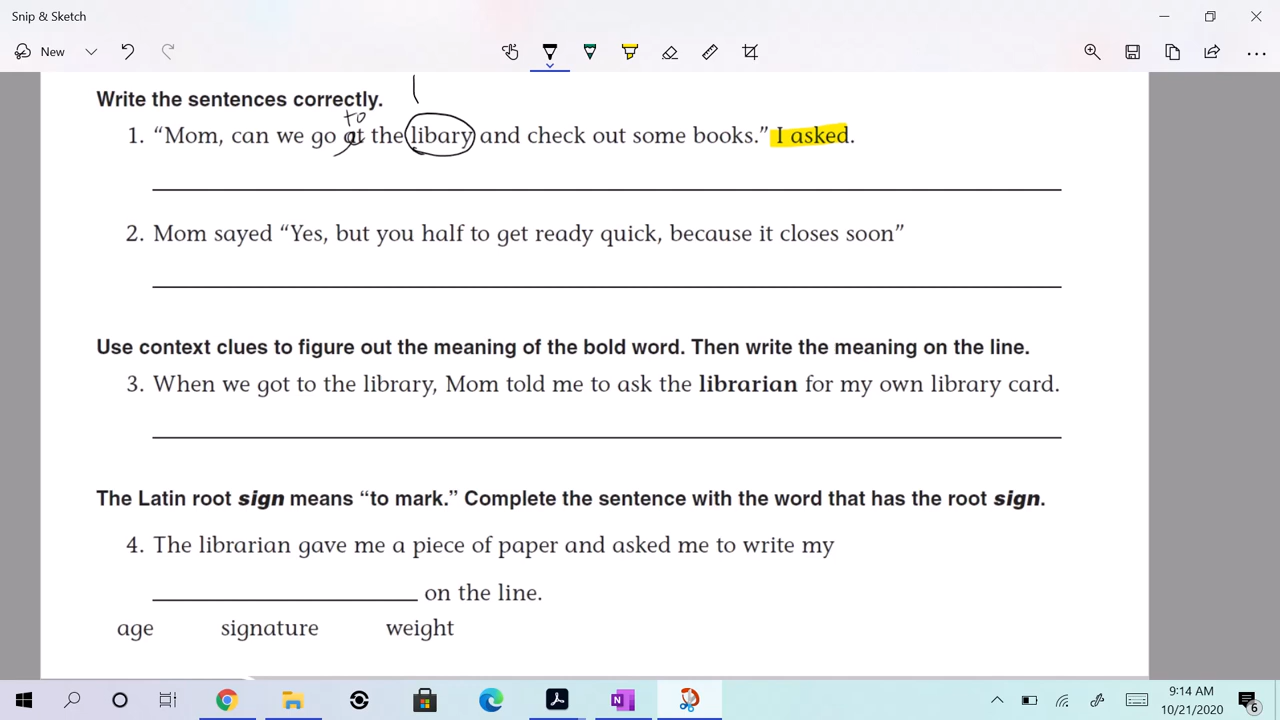 Snip & Sketch
New
Write the sentences correctly.
to
1. “Mom, can we go at the libary and check out some books.” I asked.
2. Mom sayed “Yes, but you half to get ready quick, because it closes soon”
Use context clues to figure out the meaning of the bold word. Then write the meaning on the line.
3. When we got to the library, Mom told me to ask the librarian for my own library card.
The Latin root sign means “to mark.” Complete the sentence with the word that has the root sign.
4. The librarian gave me a piece of paper and asked me to write my
on the line.
age signature weight
9:14 AM
10/21/2020
6